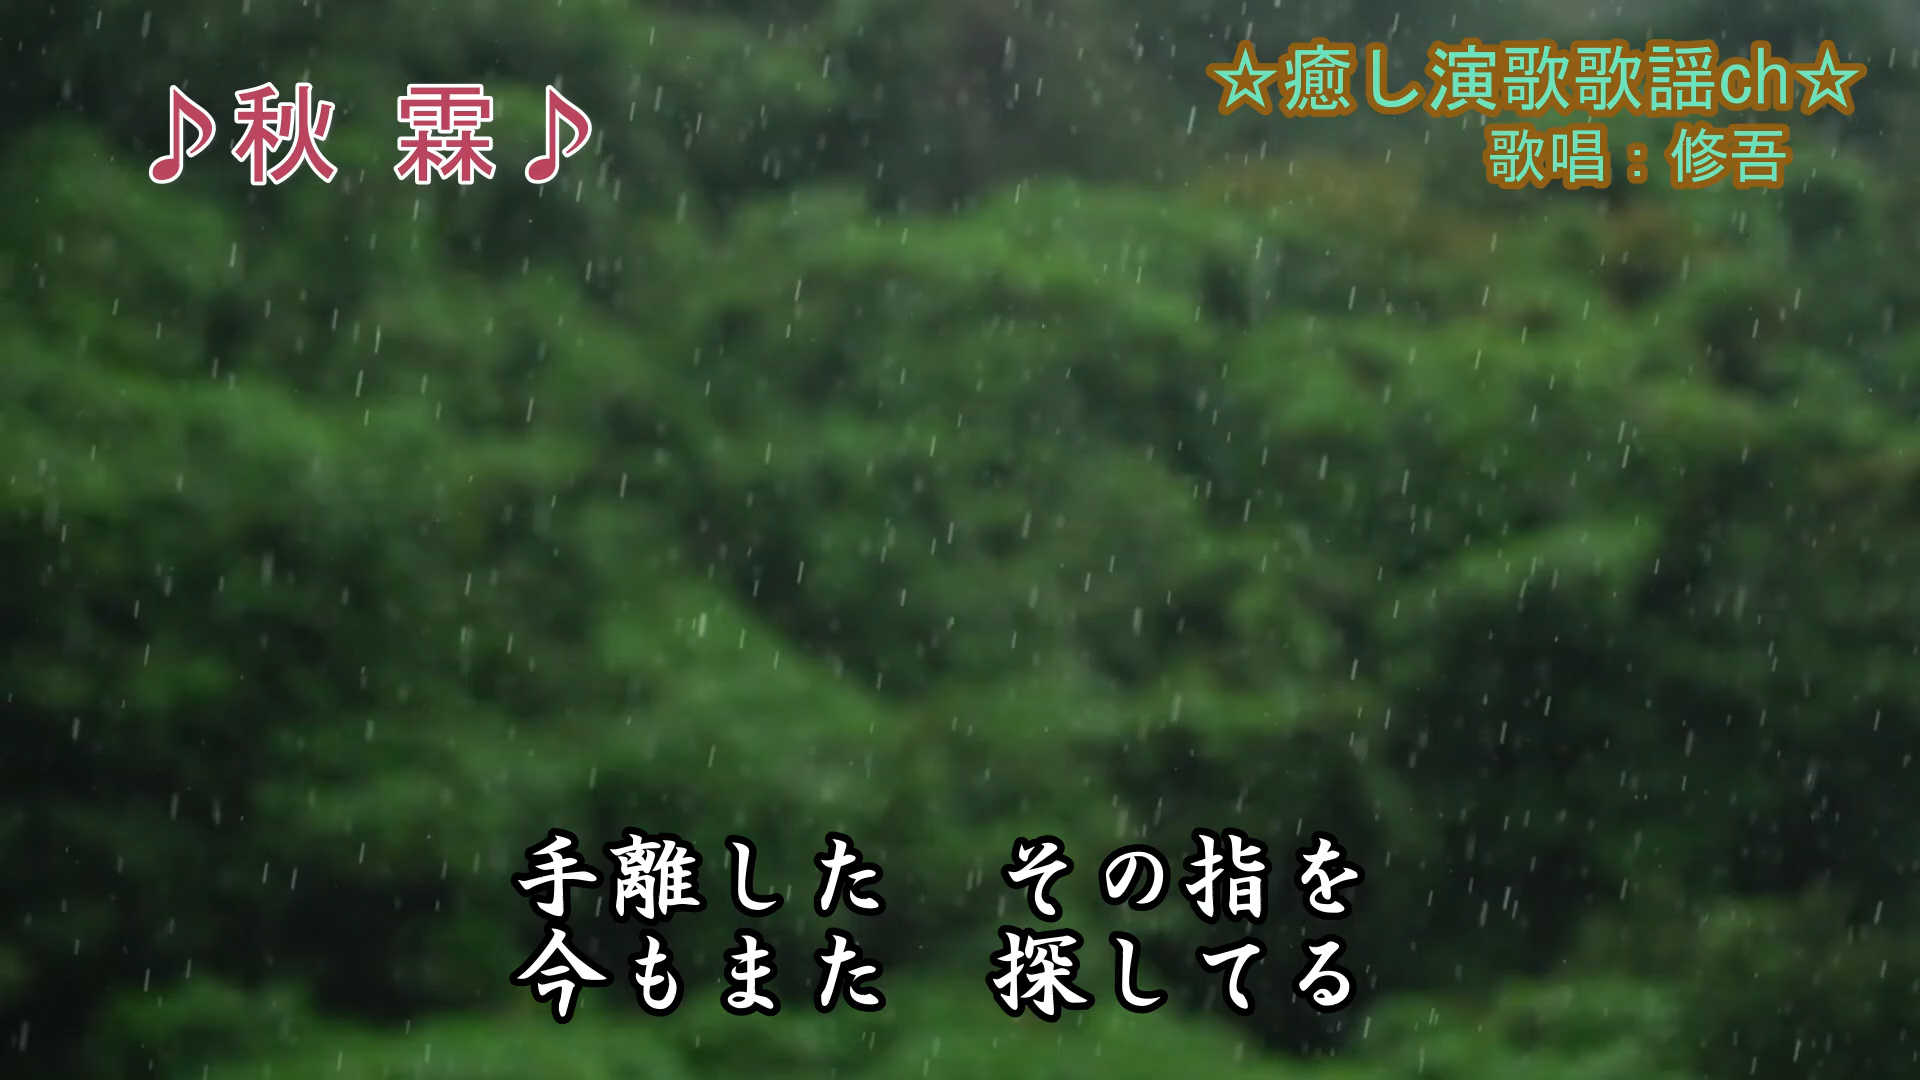 ♪秋 霖♪
☆癒し演歌歌謡ch☆
歌唱：修吾
手離した　その指を
今もまた　探してる